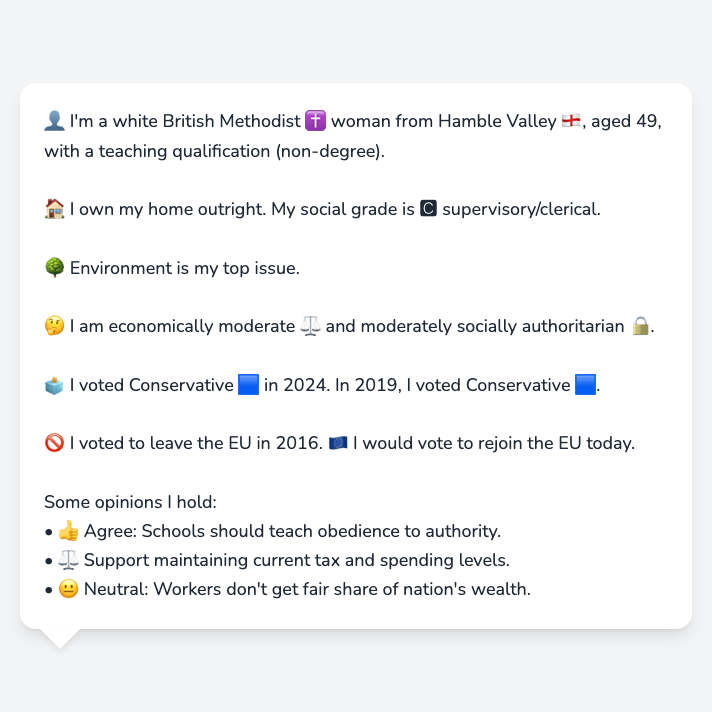 👤 I'm a white British Methodist ✝️ woman from Hamble Valley 🏴󠁧󠁢󠁥󠁮󠁧󠁿, aged 49,
with a teaching qualification (non-degree).
🏠 I own my home outright. My social grade is 🅲 supervisory/clerical.
🌳 Environment is my top issue.
🤔 I am economically moderate ⚖️ and moderately socially authoritarian 🔒.
🗳️ I voted Conservative 🟦 in 2024. In 2019, I voted Conservative 🟦.
🚫 I voted to leave the EU in 2016. 🇪🇺 I would vote to rejoin the EU today.
Some opinions I hold:
• 👍 Agree: Schools should teach obedience to authority.
• ⚖️ Support maintaining current tax and spending levels.
• 😐 Neutral: Workers don't get fair share of nation's wealth.